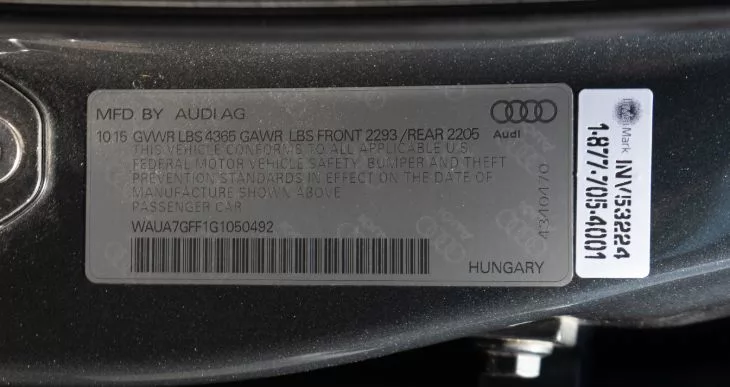 MFD. BY AUDI AG
10 15 GVWR LBS 4365 GAWR LBS FRONT 2293 /REAR 2205
THIS VEHICLE CONFORMS TO ALL APPLICABLE U.S.
FEDERAL MOTOR VEHICLE SAFETY, BUMPER AND THEFT
PREVENTION STANDARDS IN EFFECT ON THE DATE OF
MANUFACTURE SHOWN ABOVE
PASSENGER CAR
WAUA7GFF1G1050492
HUNGARY
Audi
4340470
Mark
INV532224
1-877-705-4001